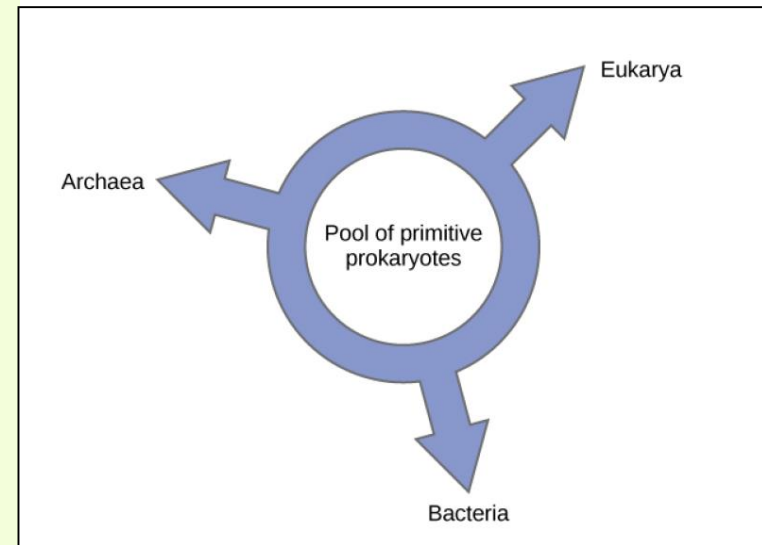 Eukarya
Archaea
Pool of primitive
prokaryotes
Bacteria